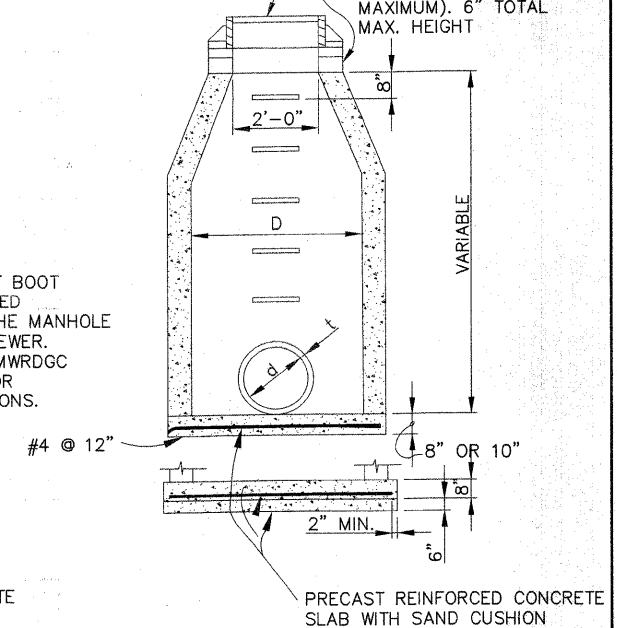 MAXIMUM). 6" TOTAL
MAX. HEIGHT
8"
2'-0"
D
VARIABLE
BOOT
ED
HE MANHOLE
EWER.
MWRDGC
OR
ONS.
t
d
#4 @ 12"
8" OR 10"
8"
2" MIN.
6"
TE
PRECAST REINFORCED CONCRETE
SLAB WITH SAND CUSHION